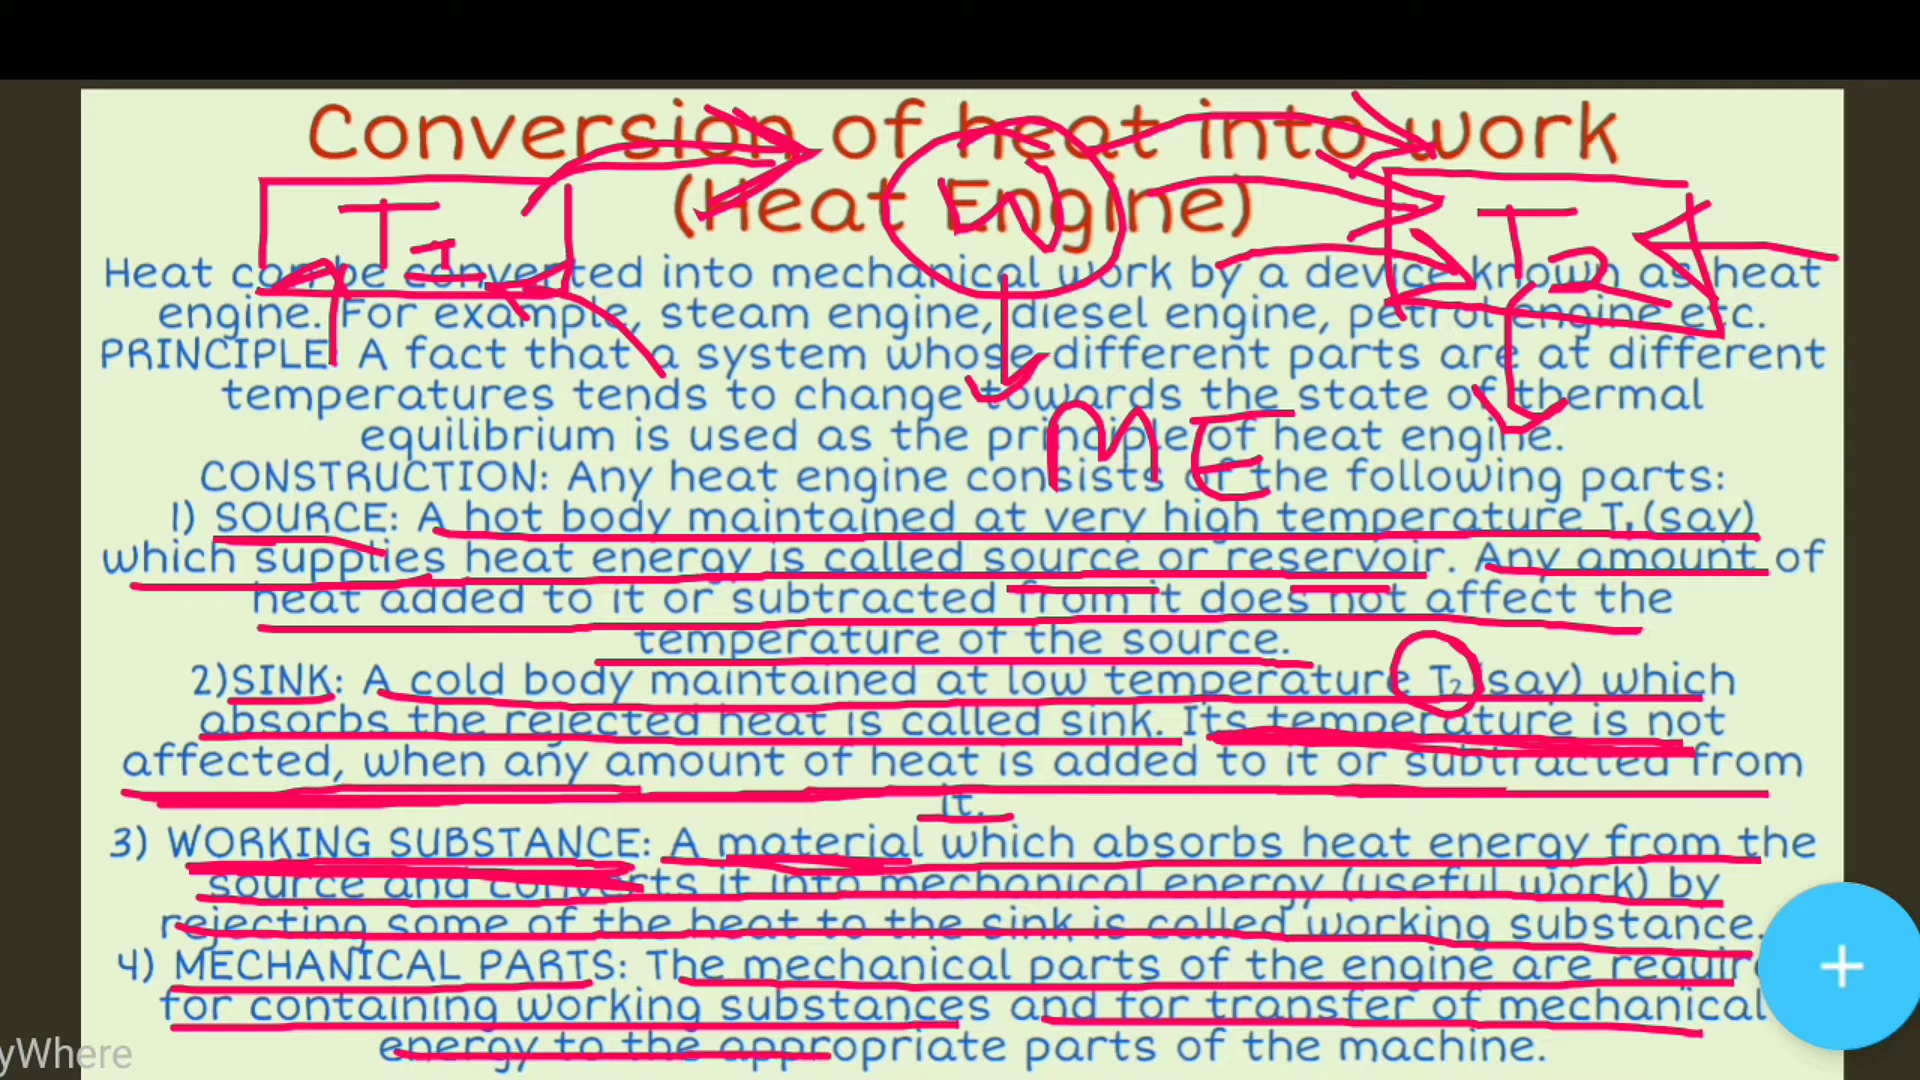 Conversion of heat into work
(Heat Engine)
T1
W
T2
Heat can be converted into mechanical work by a device known as heat
engine. For example, steam engine, diesel engine, petrol engine etc.
PRINCIPLE: A fact that a system whose different parts are at different
temperatures tends to change towards the state of thermal
equilibrium is used as the principle of heat engine.
ME
CONSTRUCTION: Any heat engine consists of the following parts:
1) SOURCE: A hot body maintained at very high temperature T₁ (say)
which supplies heat energy is called source or reservoir. Any amount of
heat added to it or subtracted from it does not affect the
temperature of the source.
2)SINK: A cold body maintained at low temperature T₂ (say) which
absorbs the rejected heat is called sink. Its temperature is not
affected, when any amount of heat is added to it or subtracted from
it.
3) WORKING SUBSTANCE: A material which absorbs heat energy from the
source and converts it into mechanical energy (useful work) by
rejecting some of the heat to the sink is called working substance.
4) MECHANICAL PARTS: The mechanical parts of the engine are require
for containing working substances and for transfer of mechanical
energy to the appropriate parts of the machine.
yWhere